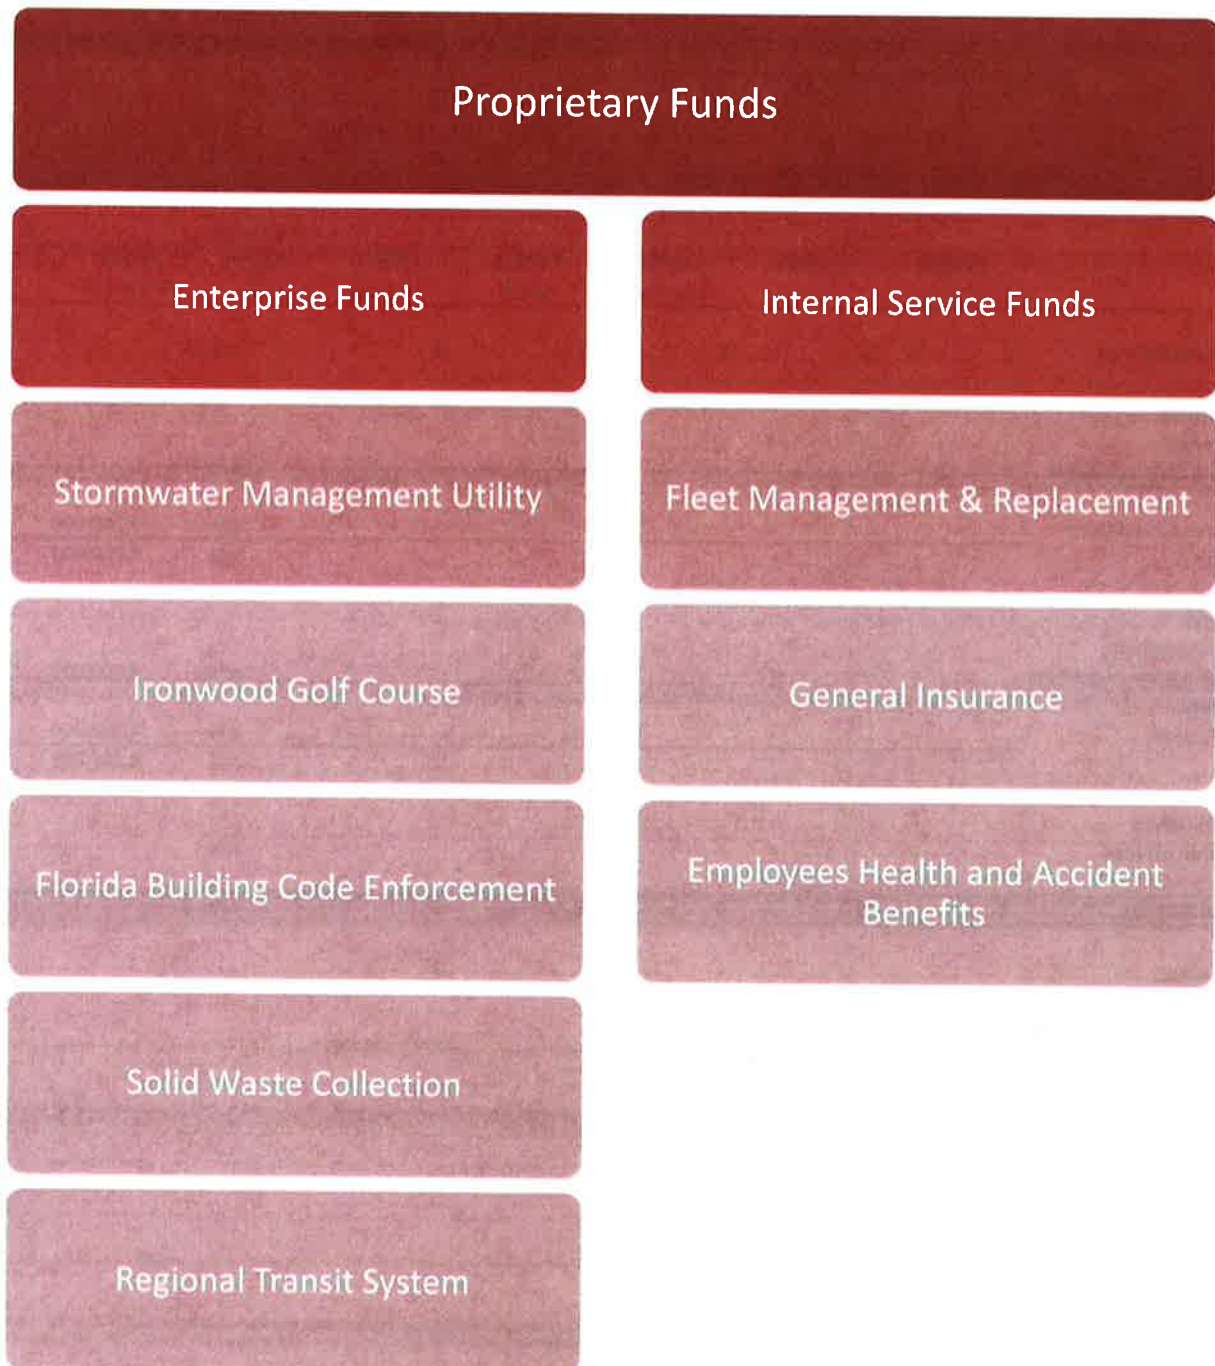 Proprietary Funds
Enterprise Funds
Internal Service Funds
Stormwater Management Utility
Fleet Management & Replacement
Ironwood Golf Course
General Insurance
Florida Building Code Enforcement
Employees Health and Accident
Benefits
Solid Waste Collection
Regional Transit System